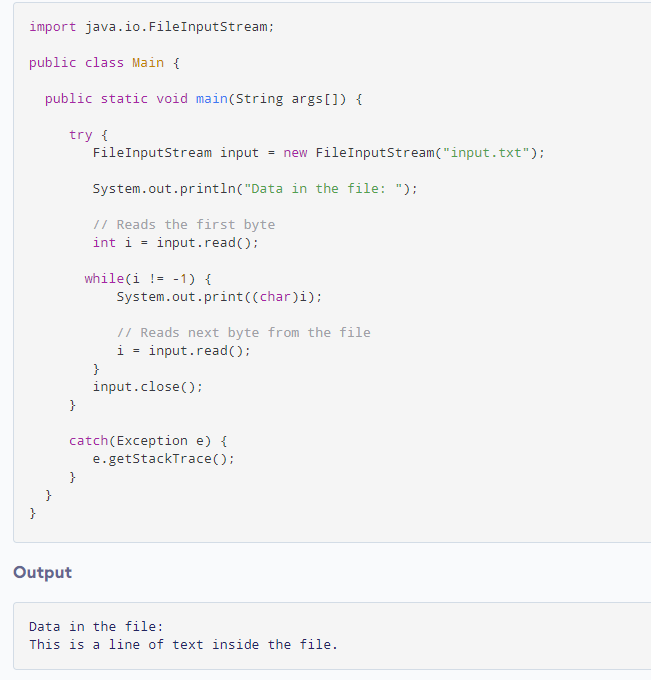 import java.io.FileInputStream;
public class Main {
public static void main(String args[]) {
try {
FileInputStream input = new FileInputStream("input.txt");
System.out.println("Data in the file: ");
// Reads the first byte
int i = input.read();
while(i != -1) {
System.out.print((char)i);
// Reads next byte from the file
i = input.read();
}
input.close();
}
catch(Exception e) {
e.getStackTrace();
}
}
}
Output
Data in the file:
This is a line of text inside the file.